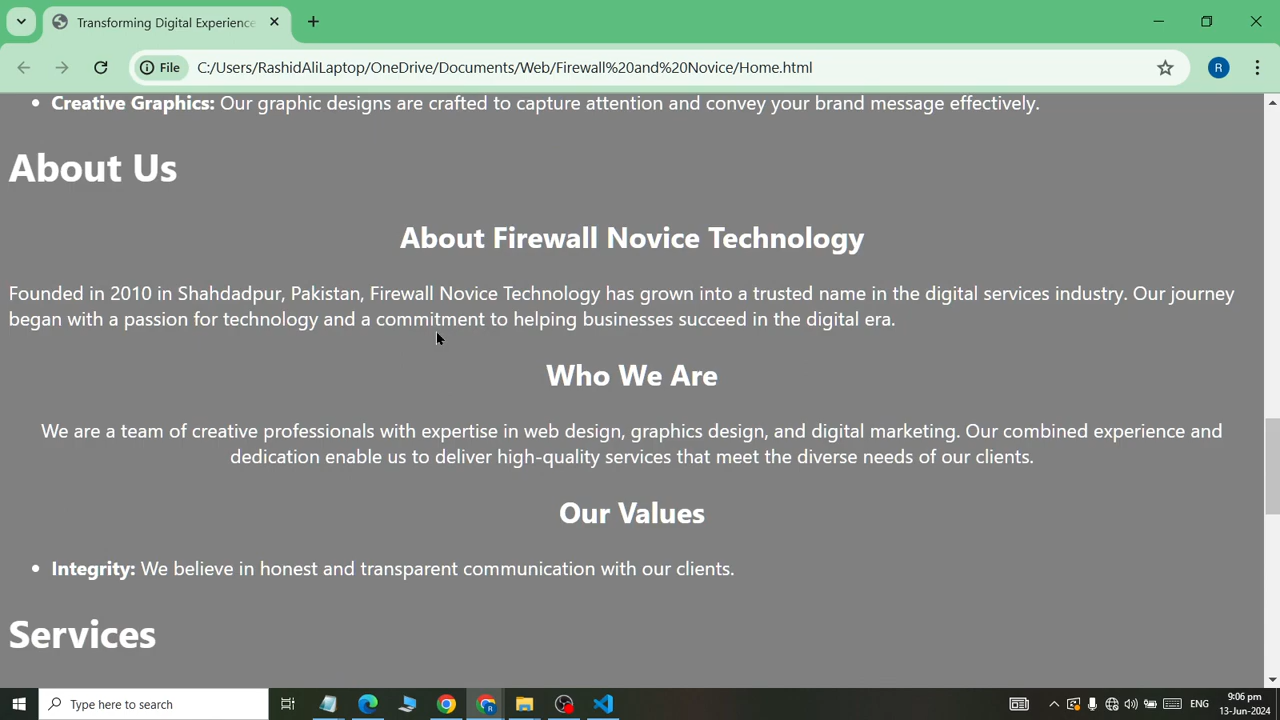 Transforming Digital Experience
File
C:/Users/RashidAliLaptop/OneDrive/Documents/Web/Firewall%20and%20Novice/Home.html
R
• Creative Graphics: Our graphic designs are crafted to capture attention and convey your brand message effectively.
About Us
About Firewall Novice Technology
Founded in 2010 in Shahdadpur, Pakistan, Firewall Novice Technology has grown into a trusted name in the digital services industry. Our journey
began with a passion for technology and a commitment to helping businesses succeed in the digital era.
Who We Are
We are a team of creative professionals with expertise in web design, graphics design, and digital marketing. Our combined experience and
dedication enable us to deliver high-quality services that meet the diverse needs of our clients.
Our Values
• Integrity: We believe in honest and transparent communication with our clients.
Services
Type here to search
ENG
9:06 pm
13-Jun-2024